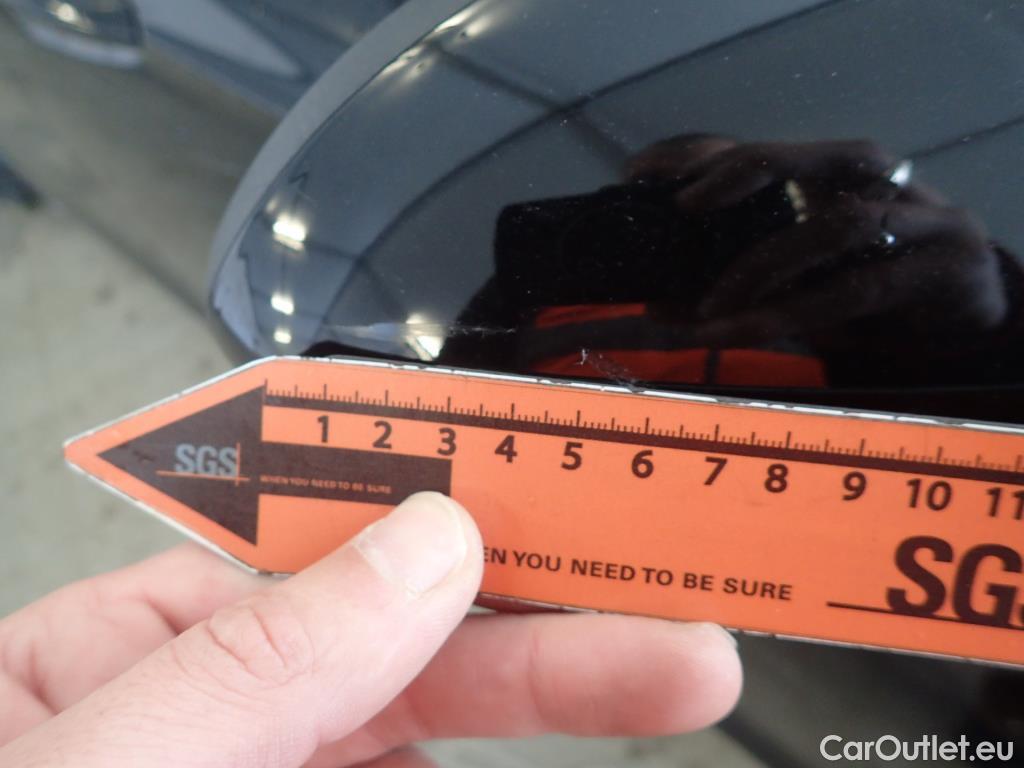 1 2 3 4 5 6 7 8 9 10 11
SGS
WHEN YOU NEED TO BE SURE
EN YOU NEED TO BE SURE
SG
CarOutlet.eu